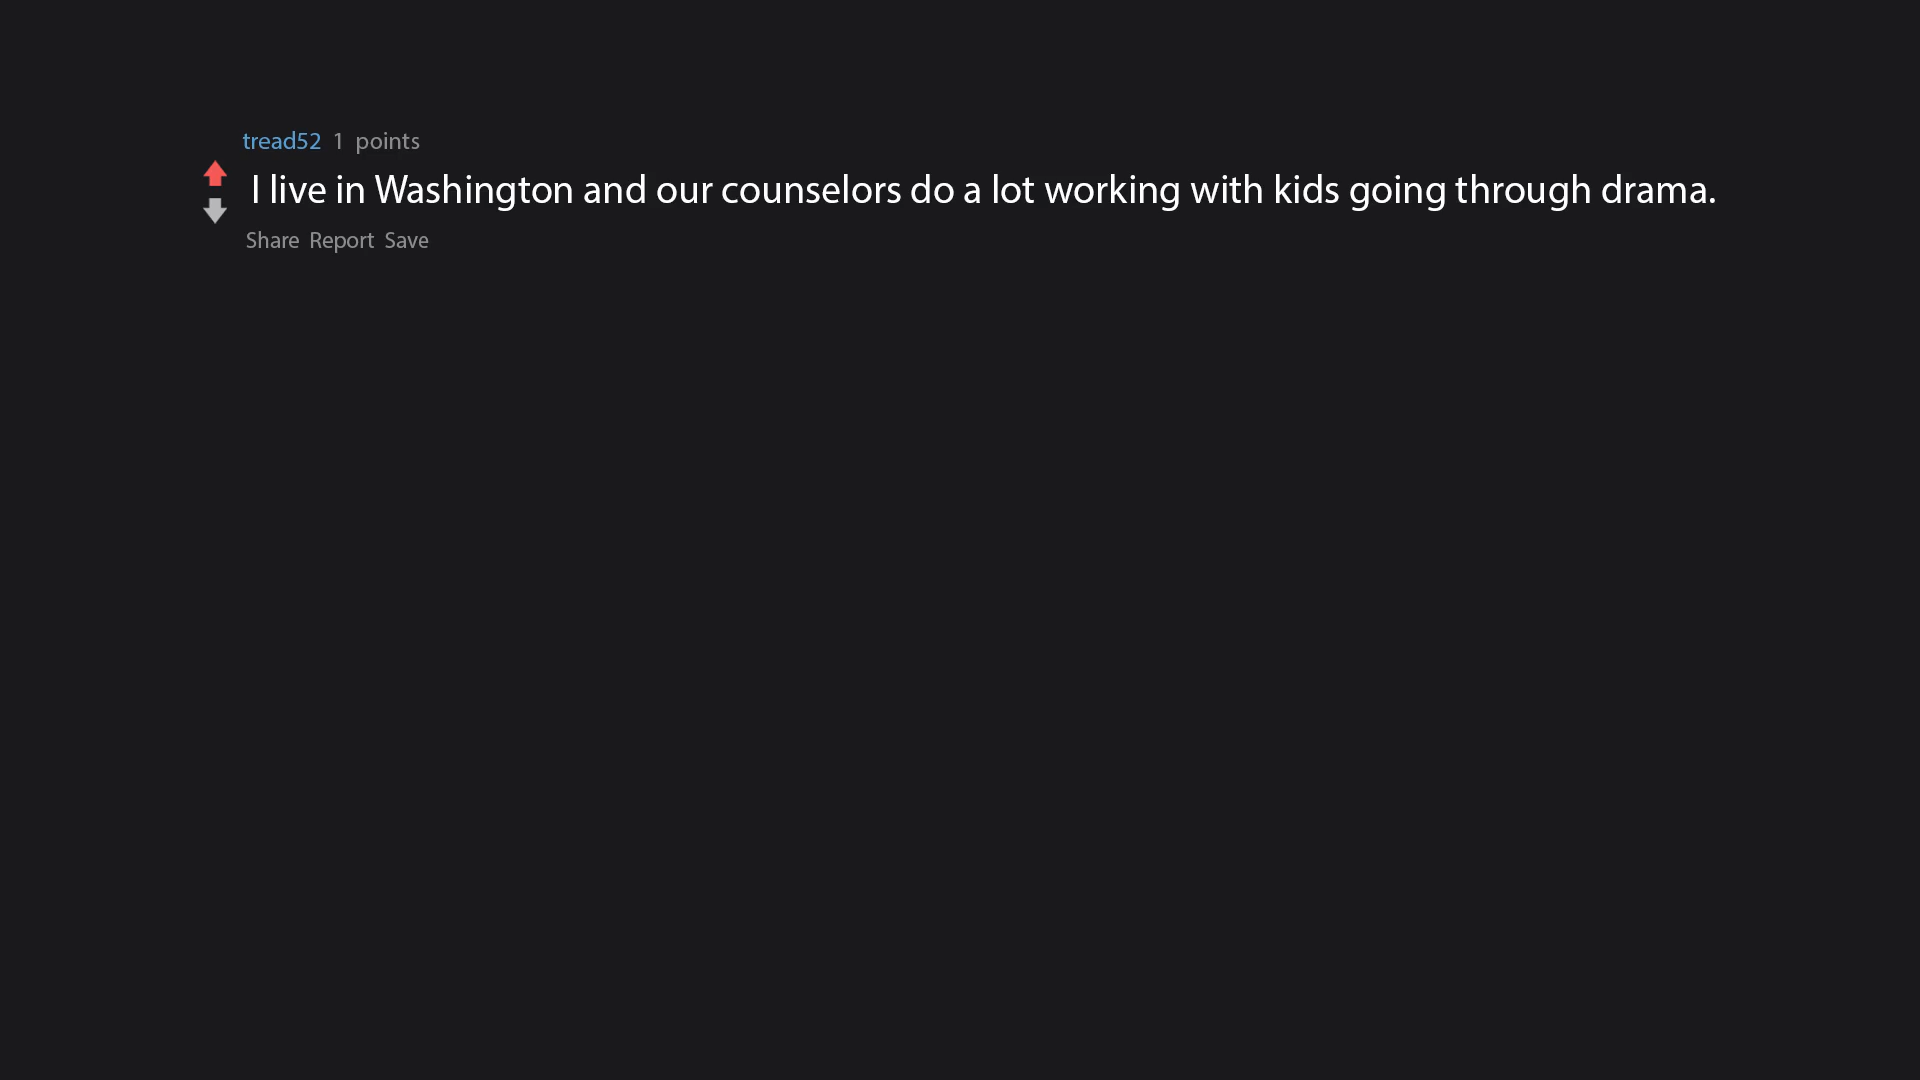 tread52 1 points
I live in Washington and our counselors do a lot working with kids going through drama.
Share Report Save